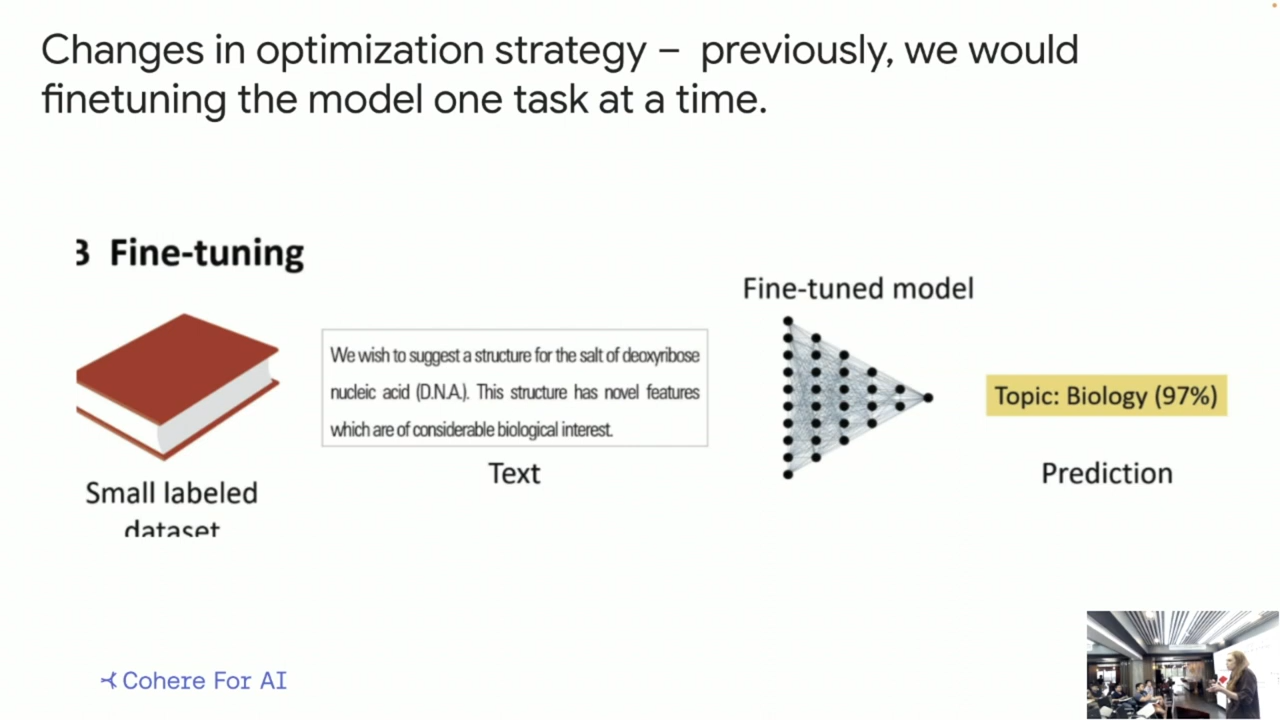 Changes in optimization strategy – previously, we would
finetuning the model one task at a time.
3 Fine-tuning
Small labeled
dataset
We wish to suggest a structure for the salt of deoxyribose
nucleic acid (D.N.A.). This structure has novel features
which are of considerable biological interest.
Text
Fine-tuned model
Topic: Biology (97%)
Prediction
Cohere For AI